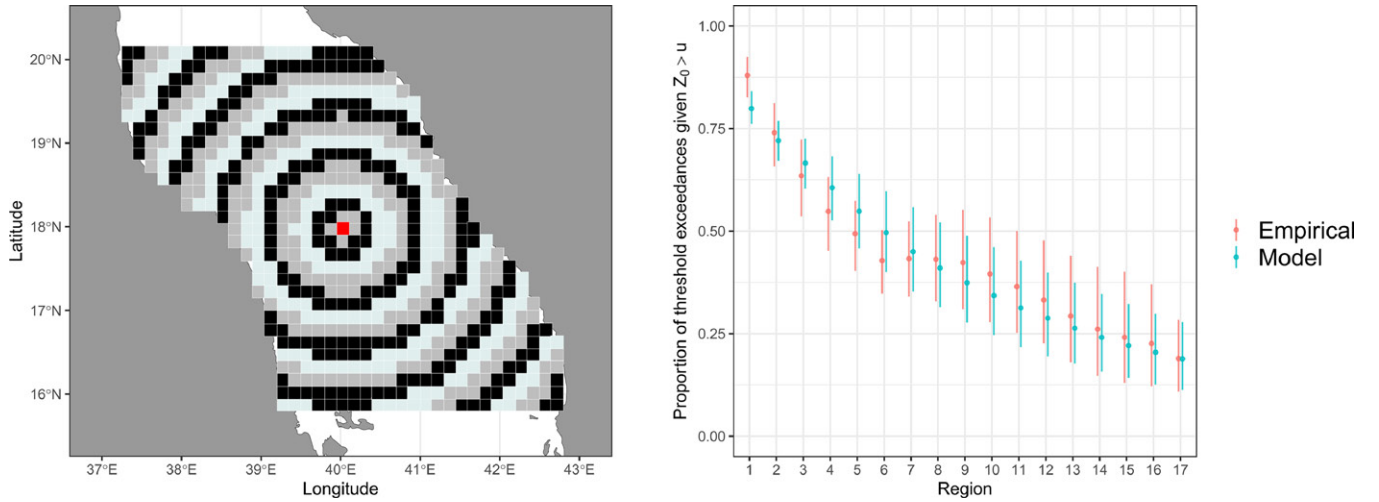 20°N
19°N
18°N
17°N
16°N
Latitude
37°E 38°E 39°E 40°E 41°E 42°E 43°E
Longitude
Proportion of threshold exceedances given Z₀ > u
1.00
0.75
0.50
0.25
0.00
1 2 3 4 5 6 7 8 9 10 11 12 13 14 15 16 17
Region
Empirical
Model